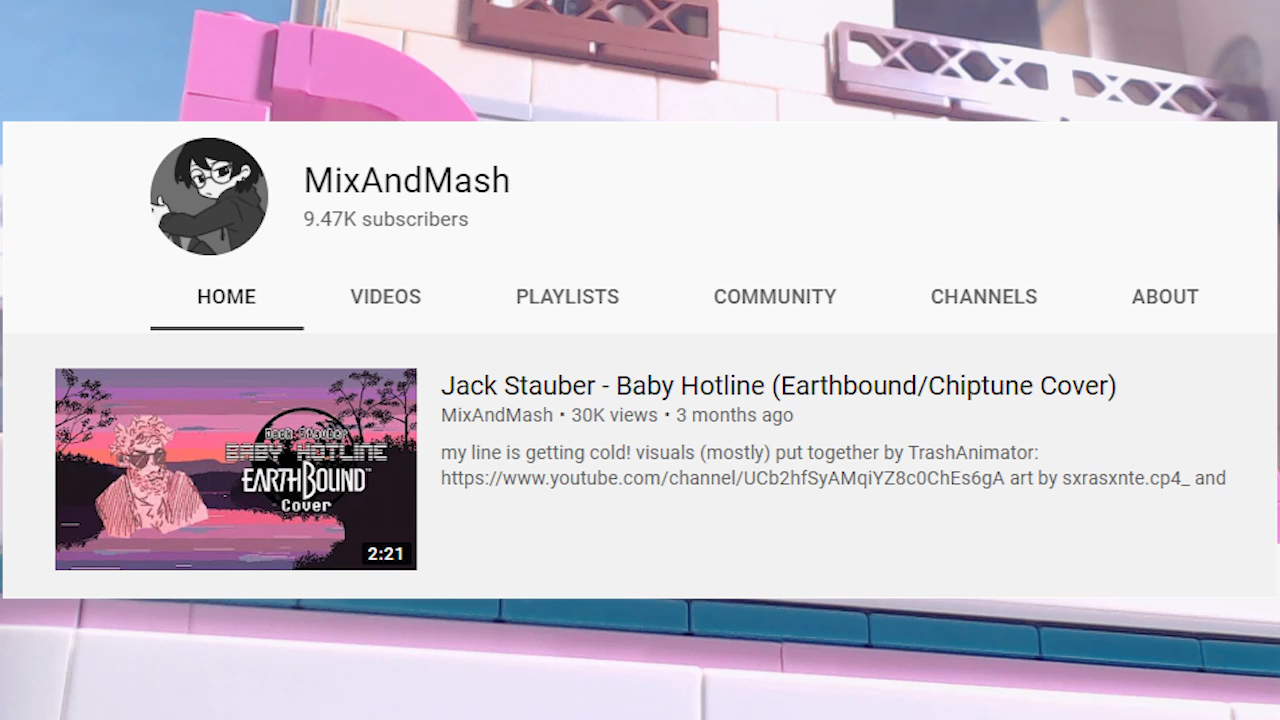 MixAndMash
9.47K subscribers
HOME VIDEOS PLAYLISTS COMMUNITY CHANNELS ABOUT
Jack Stauber
BABY HOTLINE
EARTHBOUND™
Cover
2:21
Jack Stauber - Baby Hotline (Earthbound/Chiptune Cover)
MixAndMash • 30K views • 3 months ago
my line is getting cold! visuals (mostly) put together by TrashAnimator:
https://www.youtube.com/channel/UCb2hfSyAMqiYZ8c0ChEs6gA art by sxrasxnte.cp4_ and